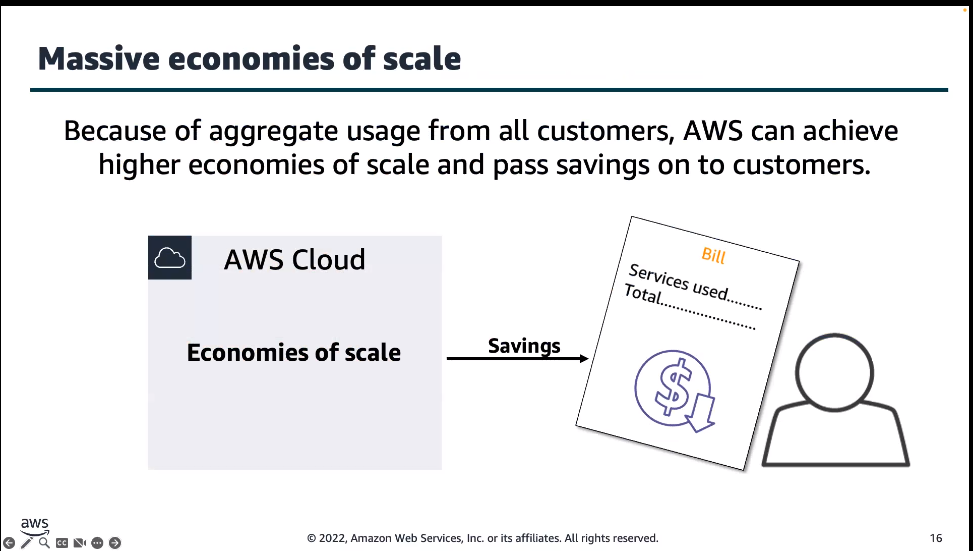 Massive economies of scale
Because of aggregate usage from all customers, AWS can achieve
higher economies of scale and pass savings on to customers.
AWS Cloud
Economies of scale
Savings
Bill
Services used........
Total.....................
aws
CC
© 2022, Amazon Web Services, Inc. or its affiliates. All rights reserved.
16